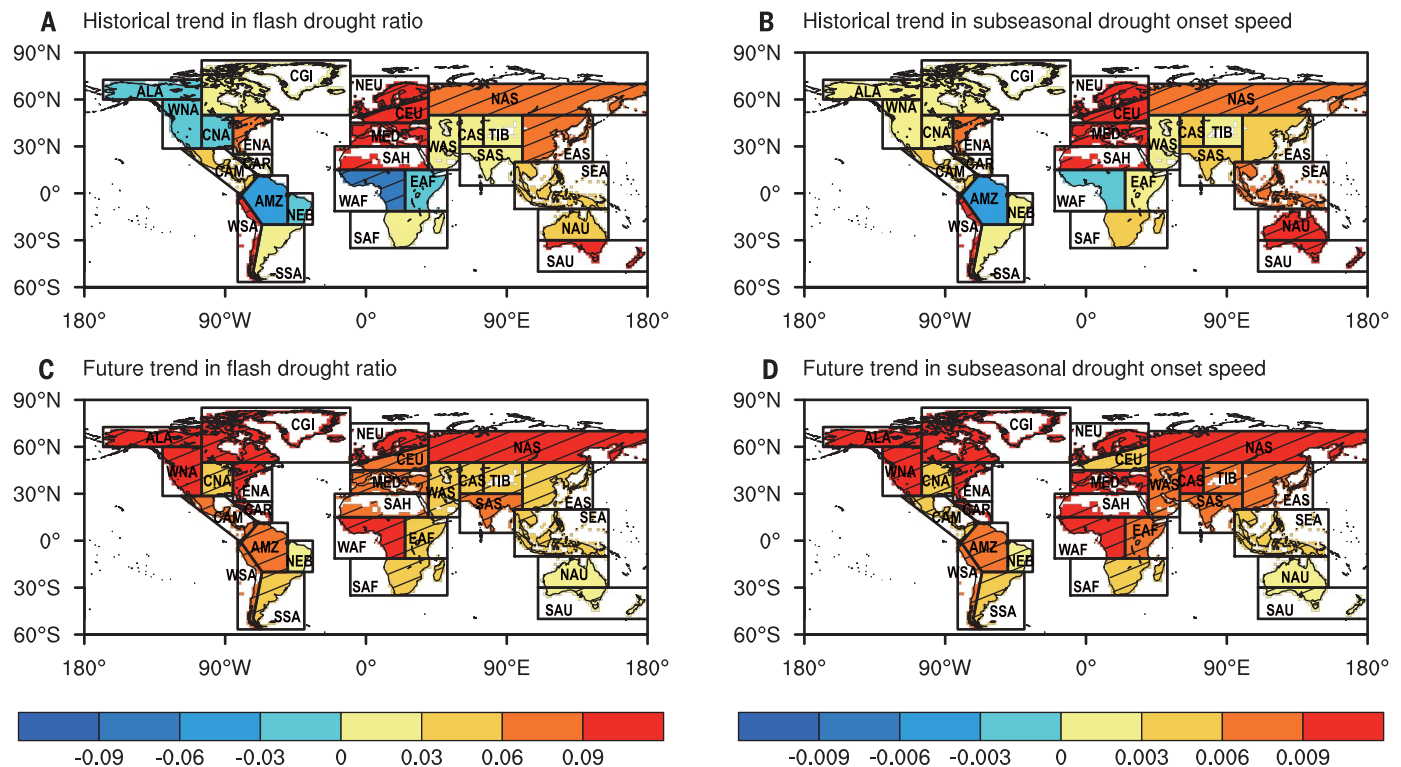 A Historical trend in flash drought ratio
90°N
60°N
30°N
0°
30°S
60°S
180° 90°W 0° 90°E 180°
ALA
CGI
NEU
NAS
WNA
CEU
CNA
ENA
MED
WAS
CAS
TIB
EAS
SAH
SAS
CAM
CAR
SEA
AMZ
NEB
WAF
EAF
WSA
NAU
SAF
SSA
SAU
B Historical trend in subseasonal drought onset speed
90°N
60°N
30°N
0°
30°S
60°S
180° 90°W 0° 90°E 180°
ALA
CGI
NEU
NAS
WNA
CEU
CNA
ENA
MED
WAS
CAS
TIB
EAS
SAH
SAS
CAM
CAR
SEA
AMZ
NEB
WAF
EAF
WSA
NAU
SAF
SSA
SAU
C Future trend in flash drought ratio
90°N
60°N
30°N
0°
30°S
60°S
180° 90°W 0° 90°E 180°
ALA
CGI
NEU
NAS
WNA
CEU
CNA
ENA
MED
WAS
CAS
TIB
EAS
SAH
SAS
CAM
CAR
SEA
AMZ
NEB
WAF
EAF
WSA
NAU
SAF
SSA
SAU
D Future trend in subseasonal drought onset speed
90°N
60°N
30°N
0°
30°S
60°S
180° 90°W 0° 90°E 180°
ALA
CGI
NEU
NAS
WNA
CEU
CNA
ENA
MED
WAS
CAS
TIB
EAS
SAH
SAS
CAM
CAR
SEA
AMZ
NEB
WAF
EAF
WSA
NAU
SAF
SSA
SAU
-0.09 -0.06 -0.03 0 0.03 0.06 0.09
-0.009 -0.006 -0.003 0 0.003 0.006 0.009